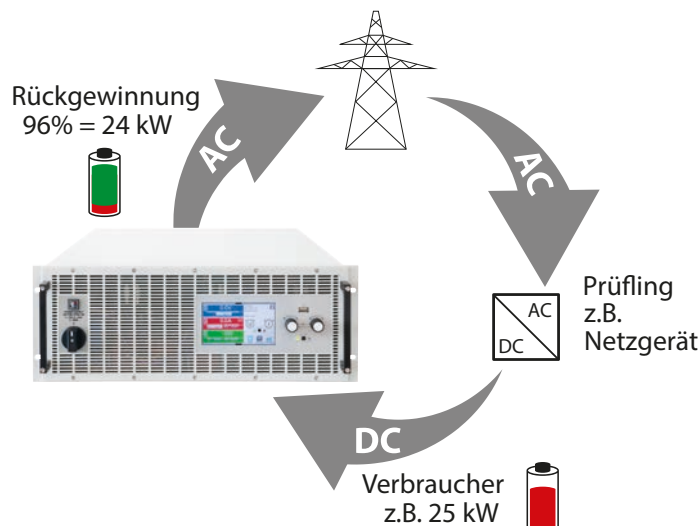 Rückgewinnung
96% = 24 kW
AC
AC
AC
DC
Prüfling
z.B.
Netzgerät
DC
Verbraucher
z.B. 25 kW